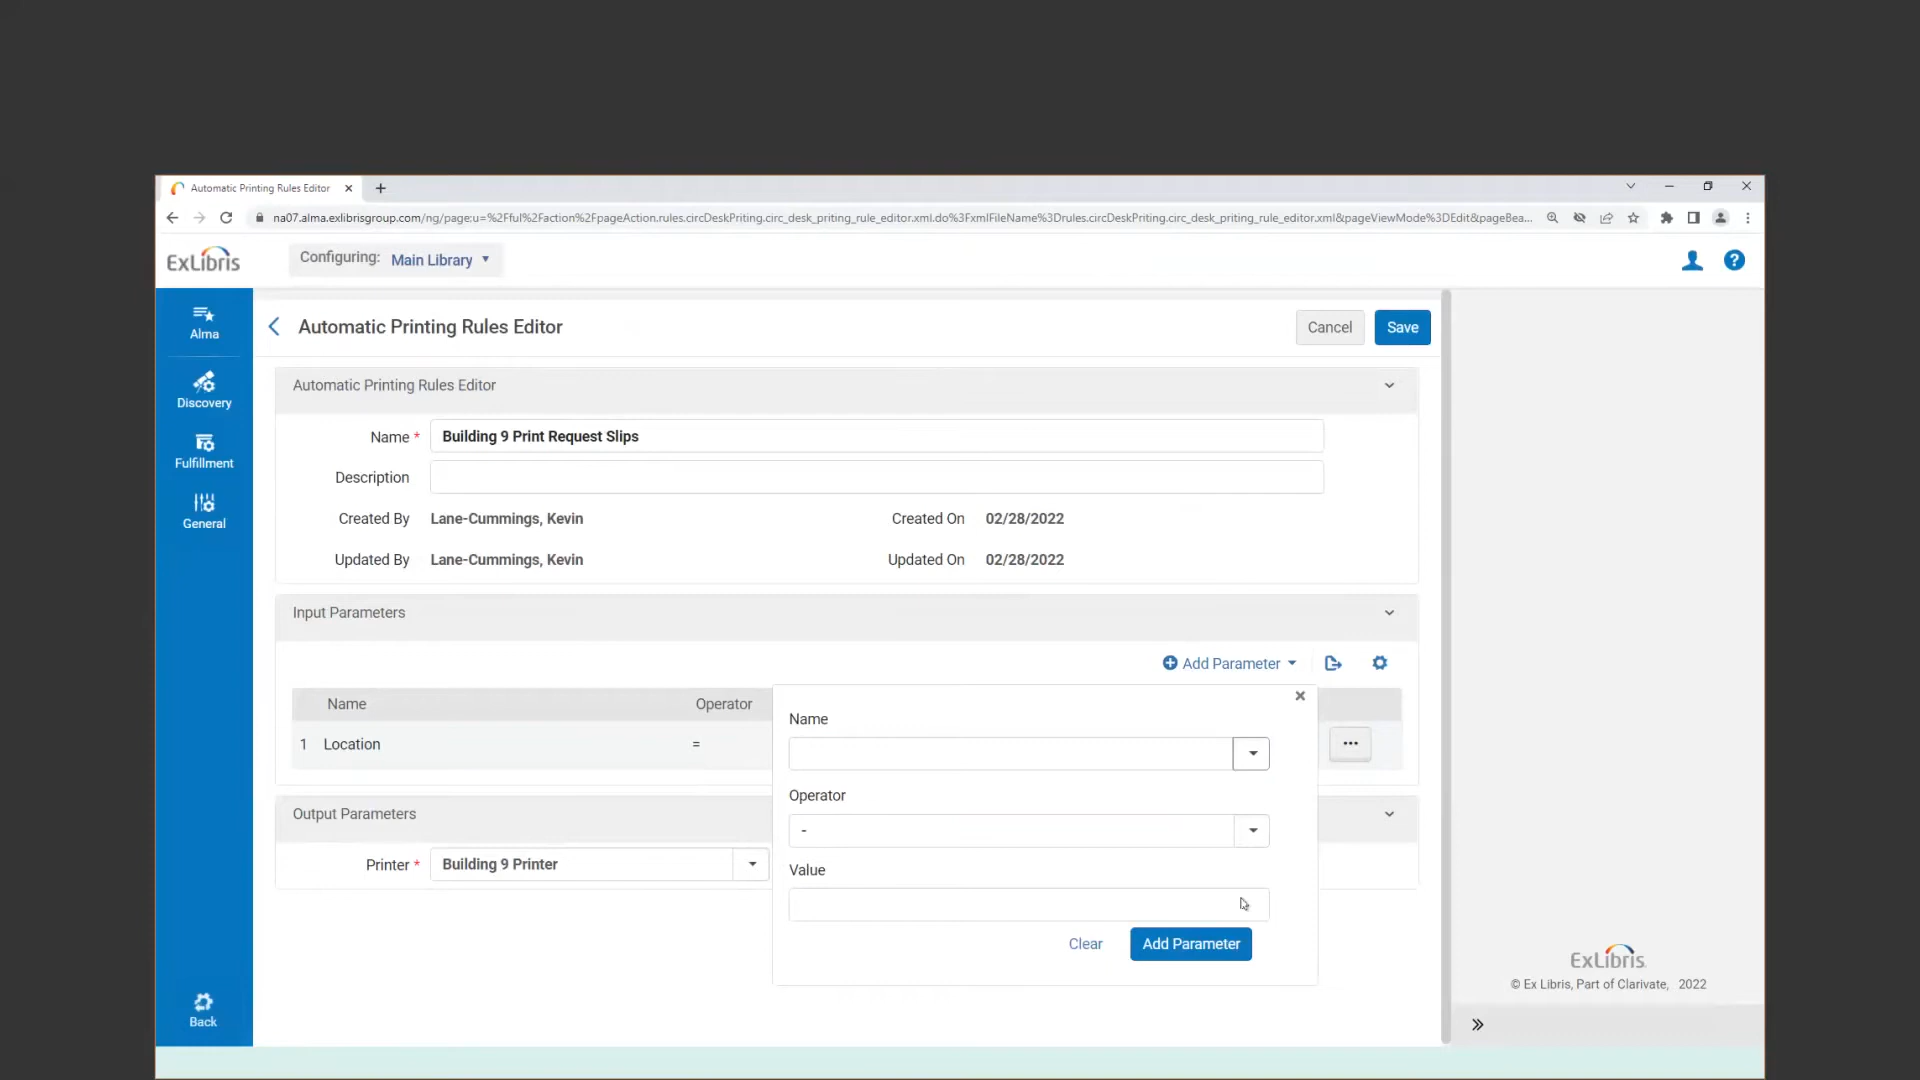 Automatic Printing Rules Editor
na07.alma.exlibrisgroup.com/ng/page;u=%2Fful%2Faction%2FpageAction.rules.circDeskPriting.circ_desk_priting_rule_editor.xml.do%3FxmlFileName%3Drules.circDeskPriting.circ_desk_priting_rule_editor.xml&pageViewMode%3DEdit&pageBea...
ExLibris
Configuring: Main Library
?
Alma
Discovery
Fulfillment
General
Back
Automatic Printing Rules Editor
Cancel
Save
Automatic Printing Rules Editor
Name * Building 9 Print Request Slips
Description
Created By Lane-Cummings, Kevin Created On 02/28/2022
Updated By Lane-Cummings, Kevin Updated On 02/28/2022
Input Parameters
Add Parameter
Name Operator
1 Location =
Name
Operator
-
Value
Clear
Add Parameter
Output Parameters
Printer * Building 9 Printer
ExLibris
© Ex Libris, Part of Clarivate, 2022